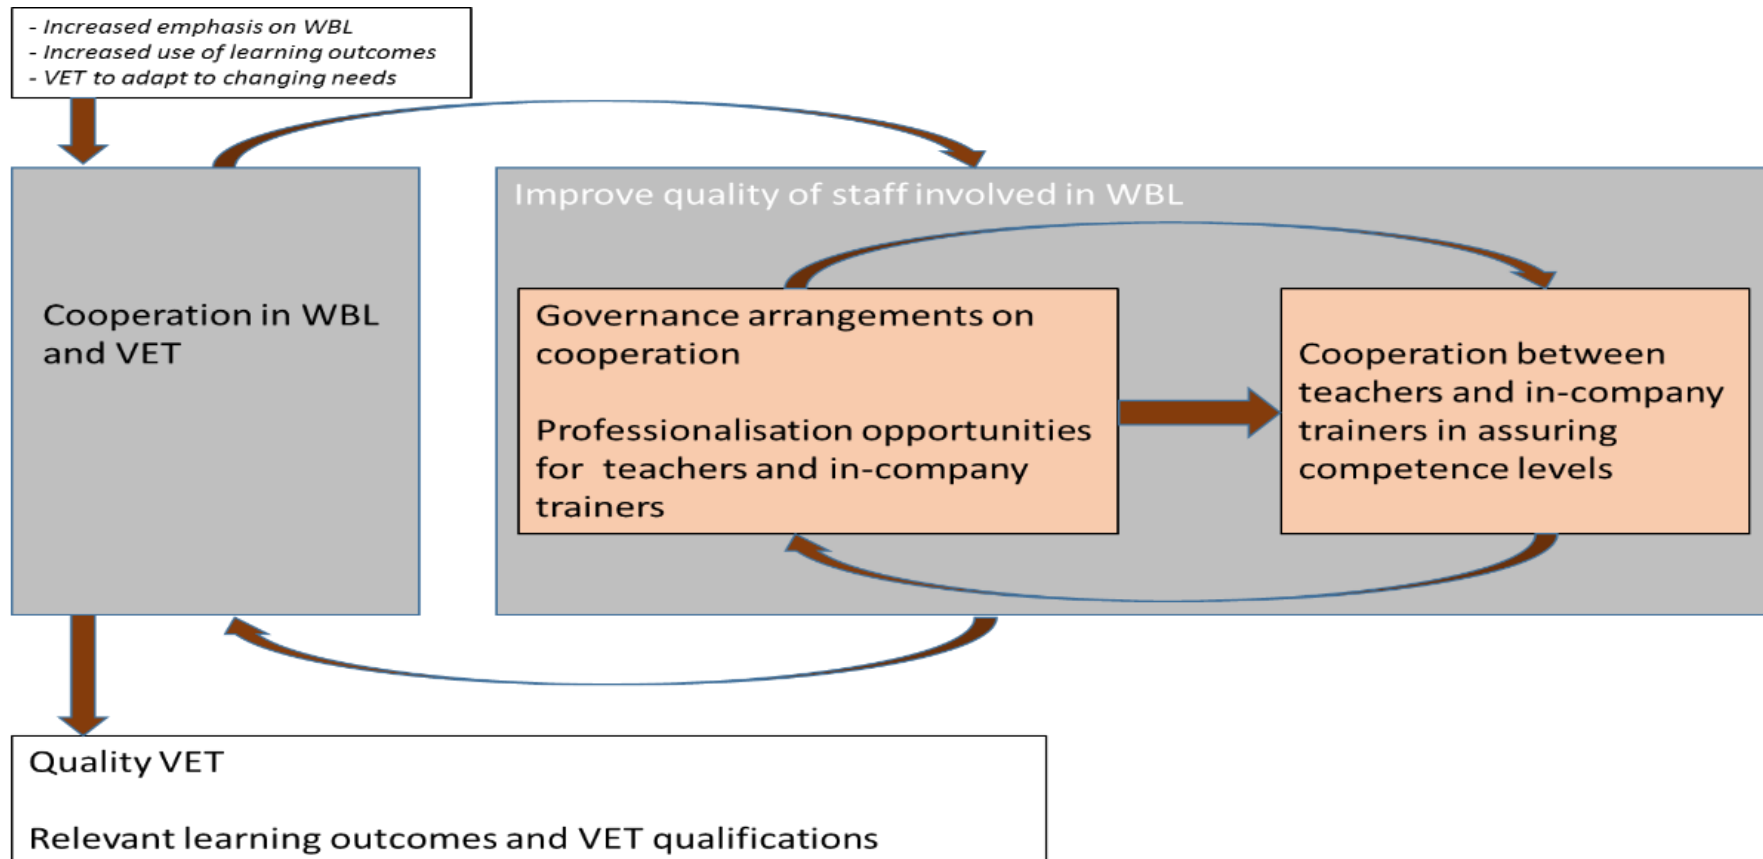 - Increased emphasis on WBL
- Increased use of learning outcomes
- VET to adapt to changing needs
Improve quality of staff involved in WBL
Cooperation in WBL
and VET
Governance arrangements on
cooperation
Professionalisation opportunities
for teachers and in-company
trainers
Cooperation between
teachers and in-company
trainers in assuring
competence levels
Quality VET
Relevant learning outcomes and VET qualifications